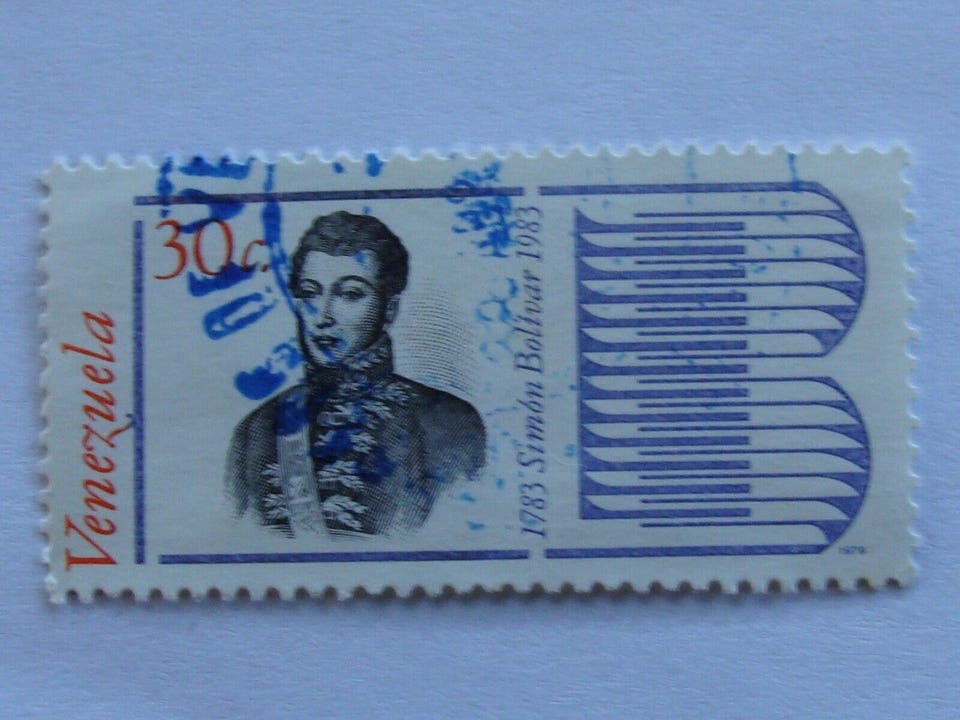 Venezuela
30c.
1783 Simón Bolívar 1983
1979